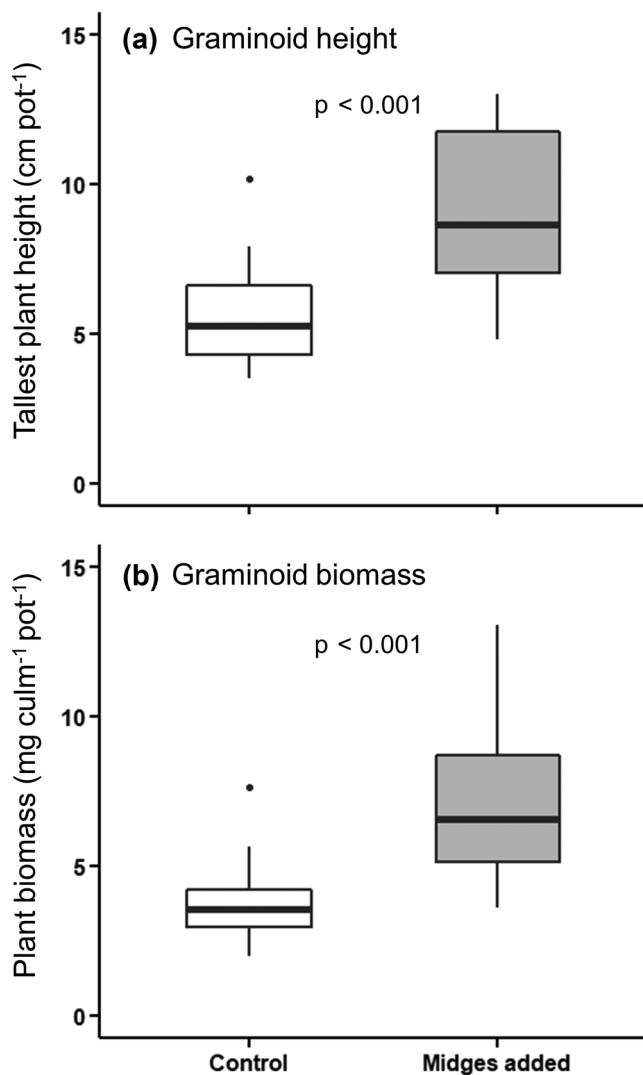 (a) Graminoid height
p < 0.001
Tallest plant height (cm pot⁻¹)
15
10
5
0
(b) Graminoid biomass
p < 0.001
Plant biomass (mg culm⁻¹ pot⁻¹)
15
10
5
0
Control Midges added